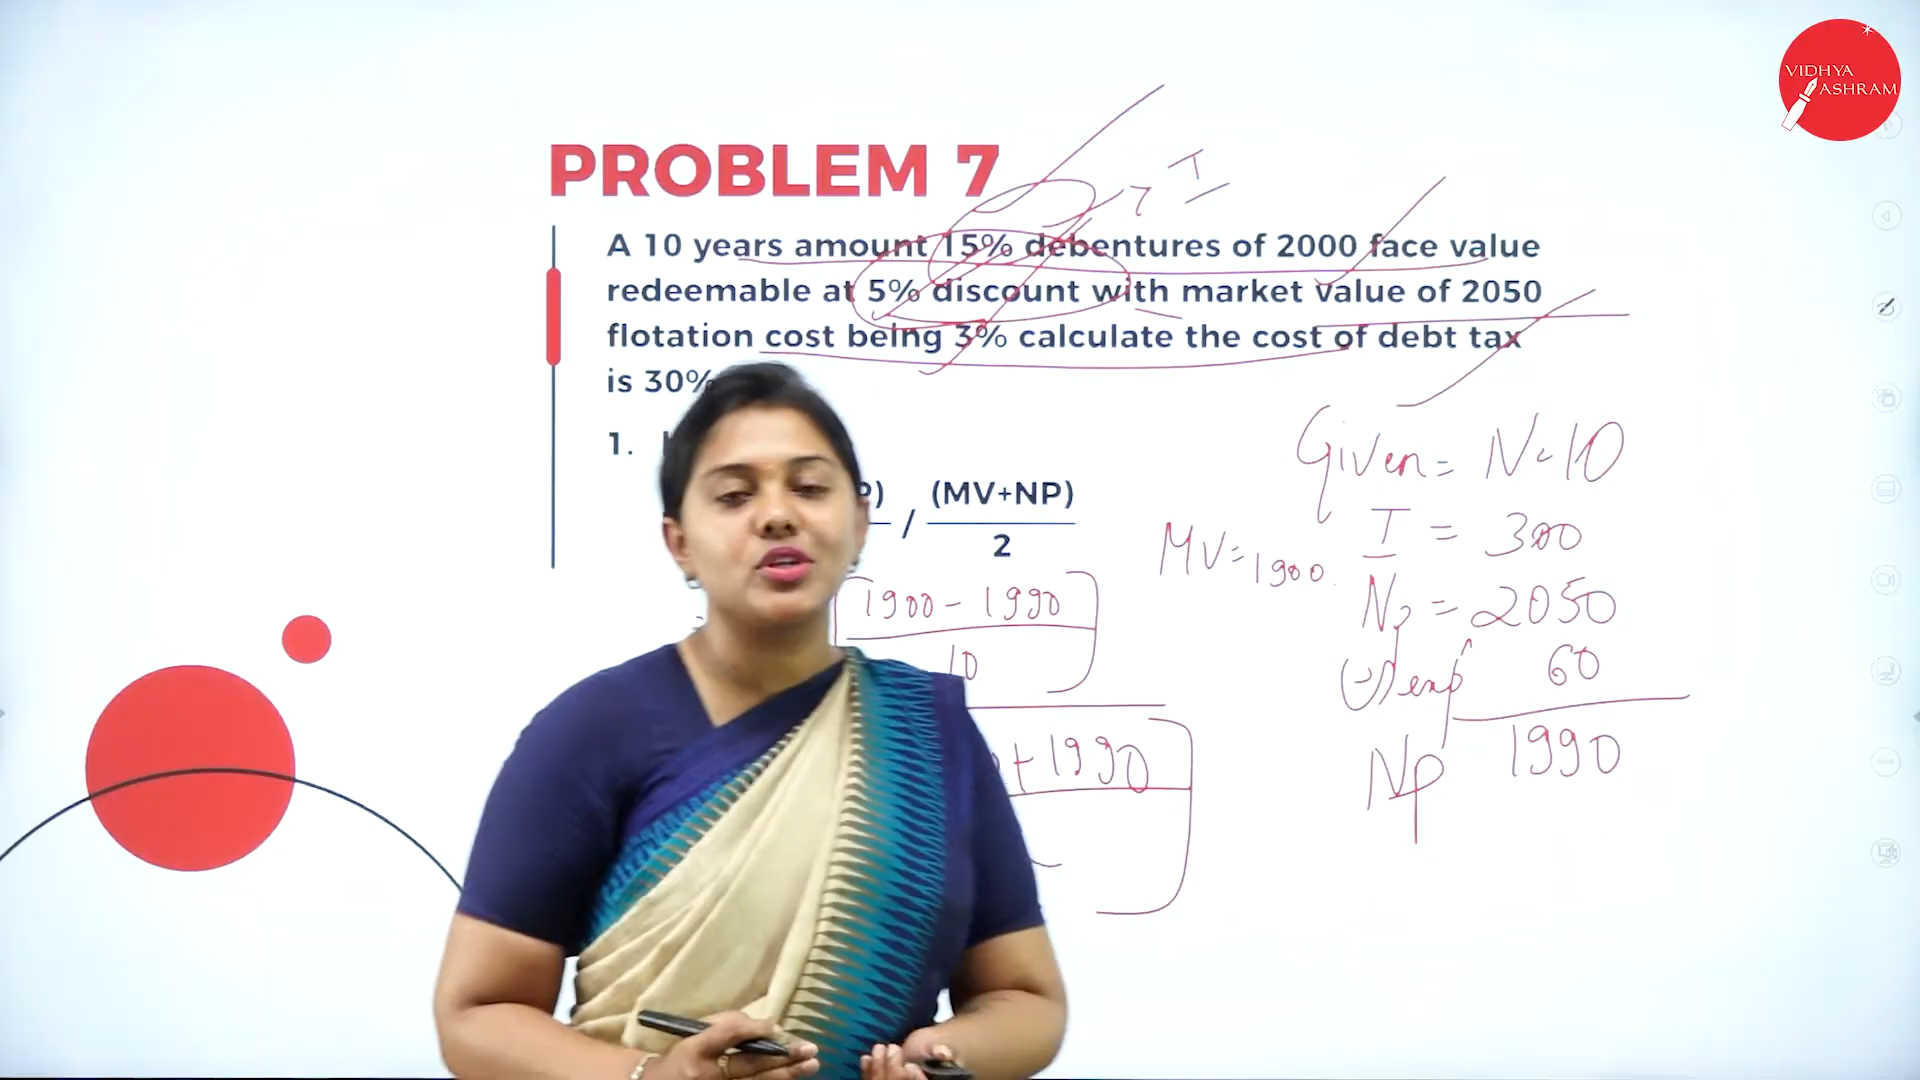 VIDHYA
ASHRAM
PROBLEM 7
I
A 10 years amount 15% debentures of 2000 face value
redeemable at 5% discount with market value of 2050
flotation cost being 3% calculate the cost of debt tax
is 30%
1.
P) / (MV+NP)
2
Given = N = 10
I = 300
MV = 1900
Np = 2050
(-) exp 60
Np 1990
1900 - 1990
10
+ 1990